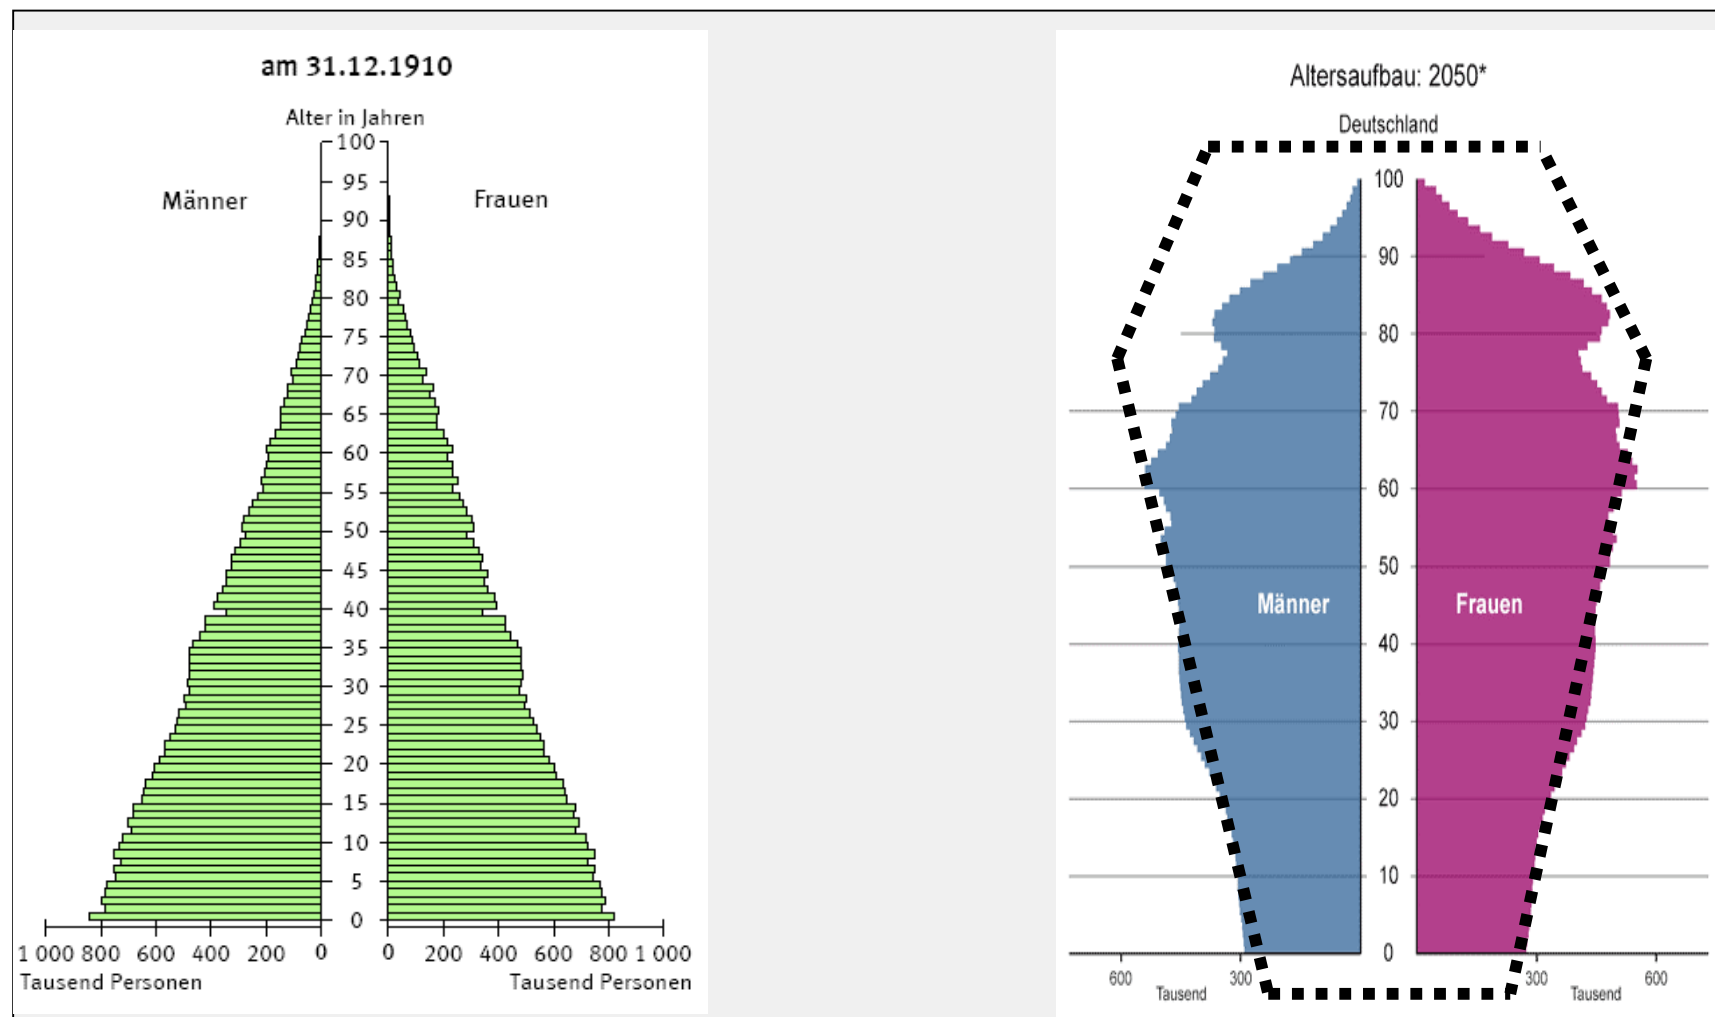 am 31.12.1910
Alter in Jahren
100
95
Männer
Frauen
90
85
80
75
70
65
60
55
50
45
40
35
30
25
20
15
10
5
0
1 000 800 600 400 200 0 0 200 400 600 800 1 000
Tausend Personen Tausend Personen
Altersaufbau: 2050*
Deutschland
100
90
80
70
60
50
Männer Frauen
40
30
20
10
0
600 300 300 600
Tausend Tausend